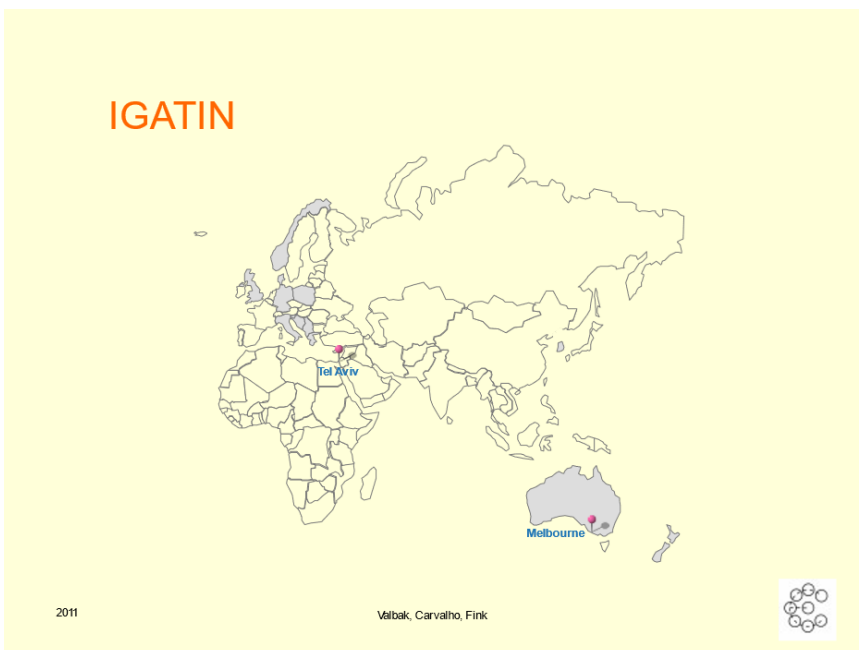 IGATIN
Tel Aviv
Melbourne
2011
Valbak, Carvalho, Fink